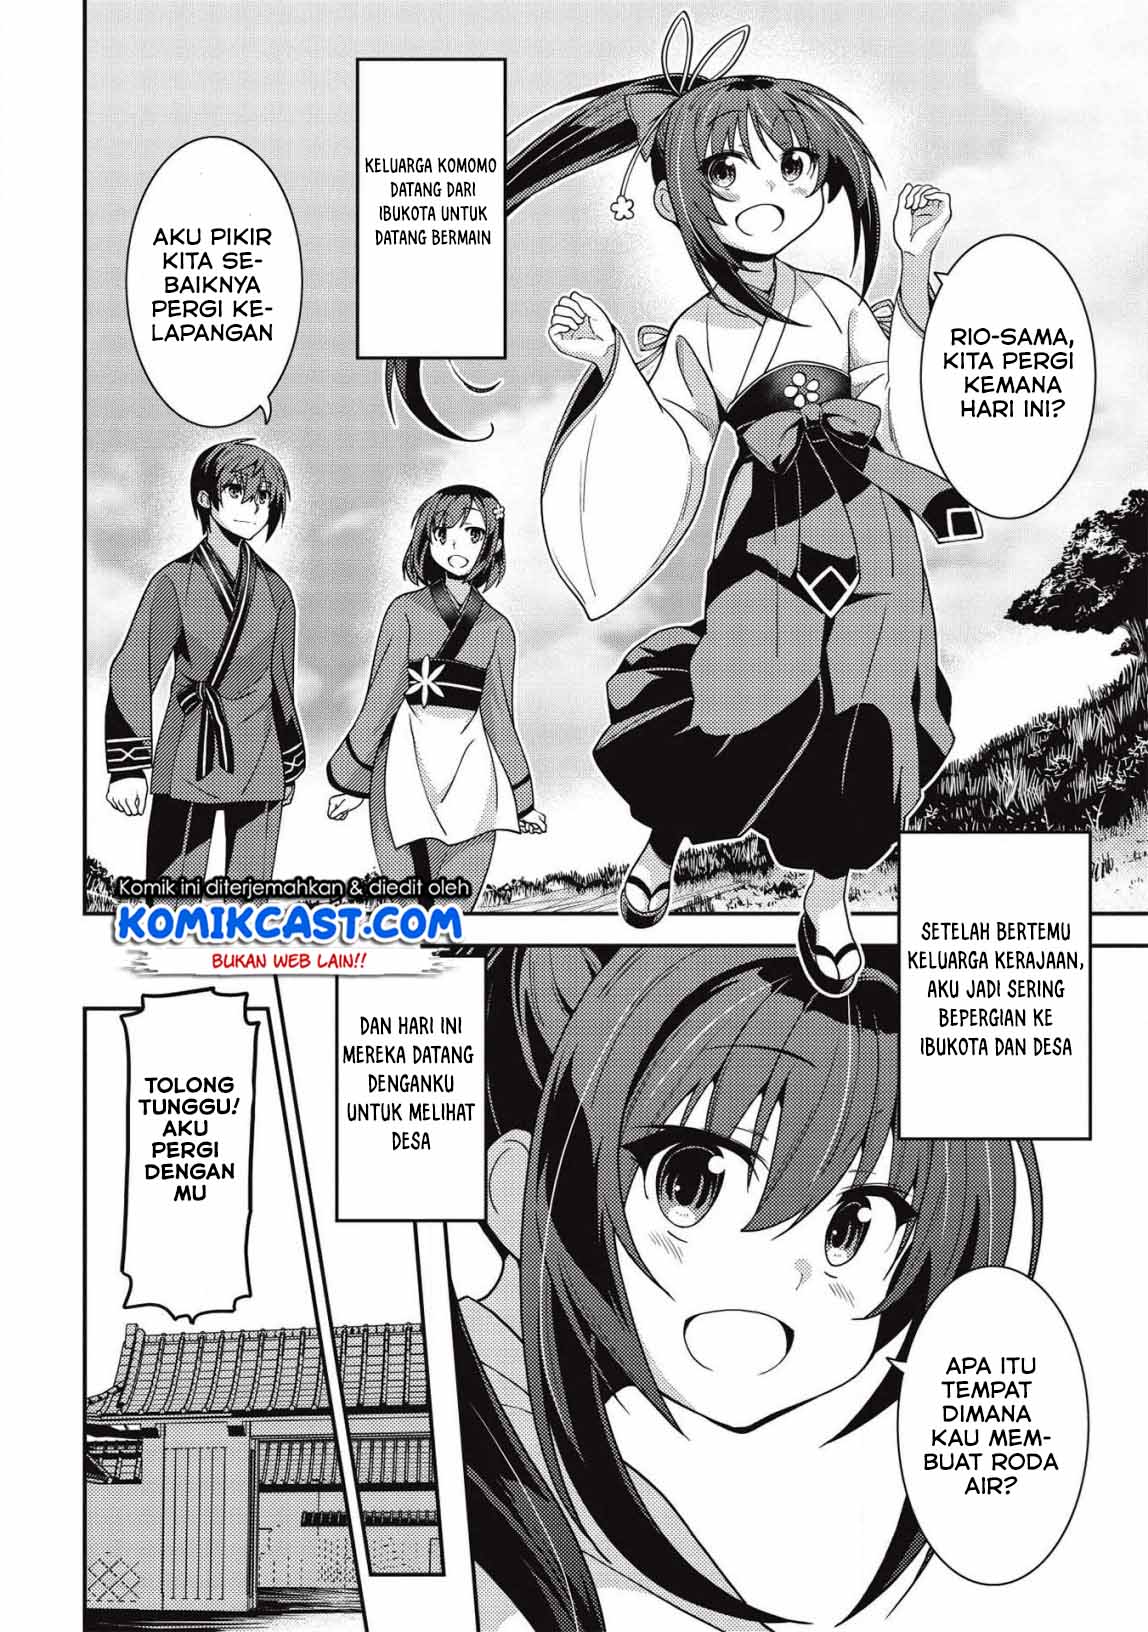 RIO-SAMA,
KITA PERGI
KEMANA
HARI INI?
KELUARGA KOMOMO
DATANG DARI
IBUKOTA UNTUK
DATANG BERMAIN
AKU PIKIR
KITA SE-
BAIKNYA
PERGI KE-
LAPANGAN
Komik ini diterjemahkan & diedit oleh
KOMIKCAST.COM
BUKAN WEB LAIN!!
SETELAH BERTEMU
KELUARGA KERAJAAN,
AKU JADI SERING
BEPERGIAN KE
IBUKOTA DAN DESA
DAN HARI INI
MEREKA DATANG
DENGANKU
UNTUK MELIHAT
DESA
APA ITU
TEMPAT
DIMANA
KAU MEM-
BUAT RODA
AIR?
TOLONG
TUNGGU!
AKU
PERGI
DENGAN
MU